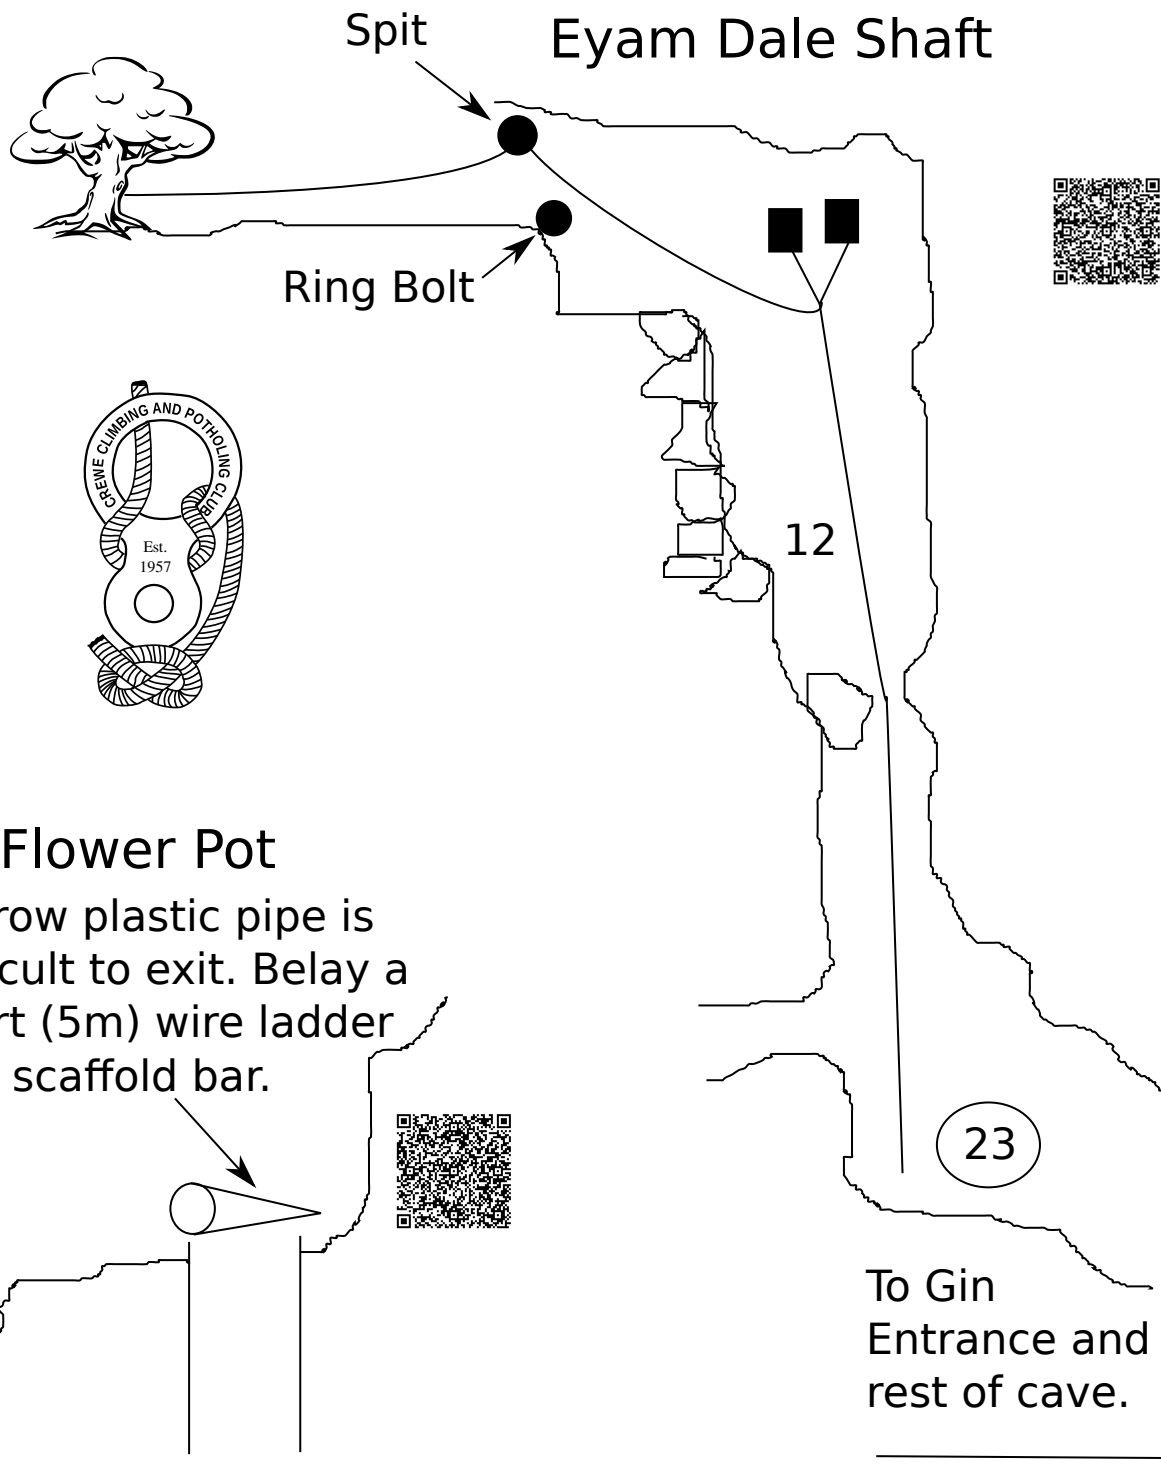 Eyam Dale Shaft
Spit
Ring Bolt
CREWE CLIMBING AND POTHOLING CLUB
Est.
1957
12
Flower Pot
row plastic pipe is
cult to exit. Belay a
rt (5m) wire ladder
scaffold bar.
23
To Gin
Entrance and
rest of cave.